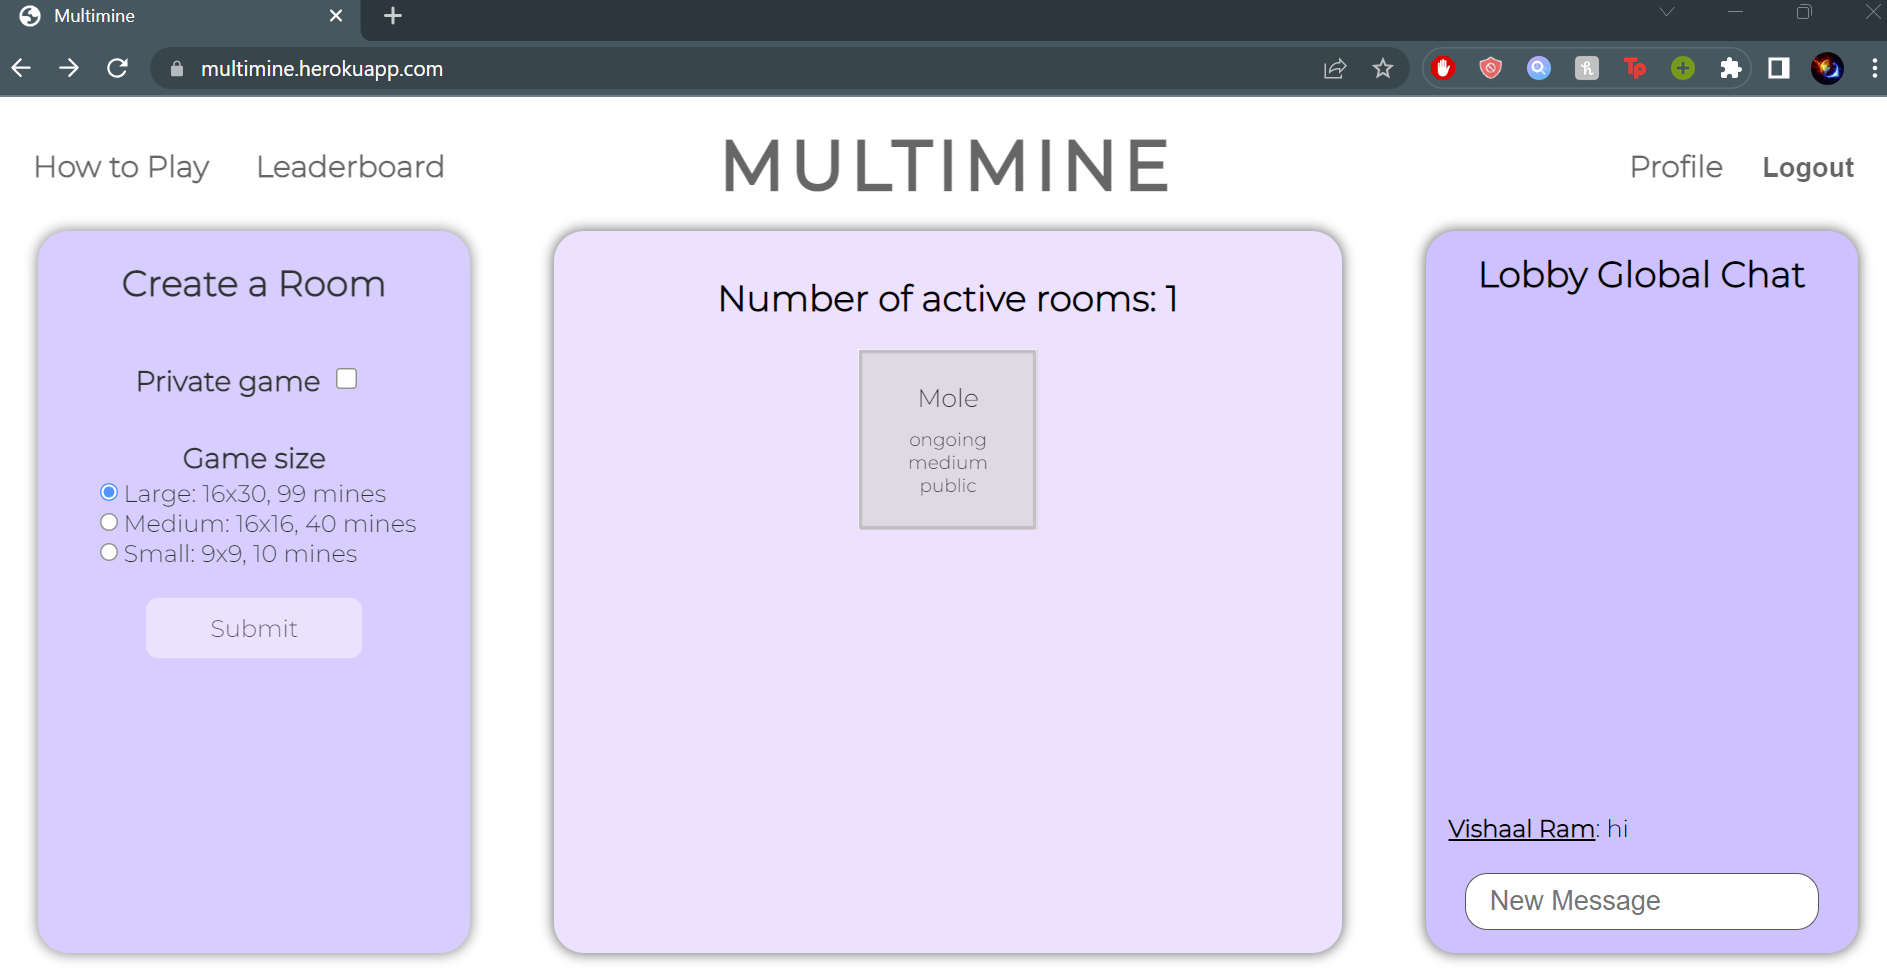 Multimine
multimine.herokuapp.com
How to Play Leaderboard
MULTIMINE
Profile Logout
Create a Room
Private game
Game size
Large: 16x30, 99 mines
Medium: 16x16, 40 mines
Small: 9x9, 10 mines
Submit
Number of active rooms: 1
Mole
ongoing
medium
public
Lobby Global Chat
Vishaal Ram: hi
New Message
Tp
h